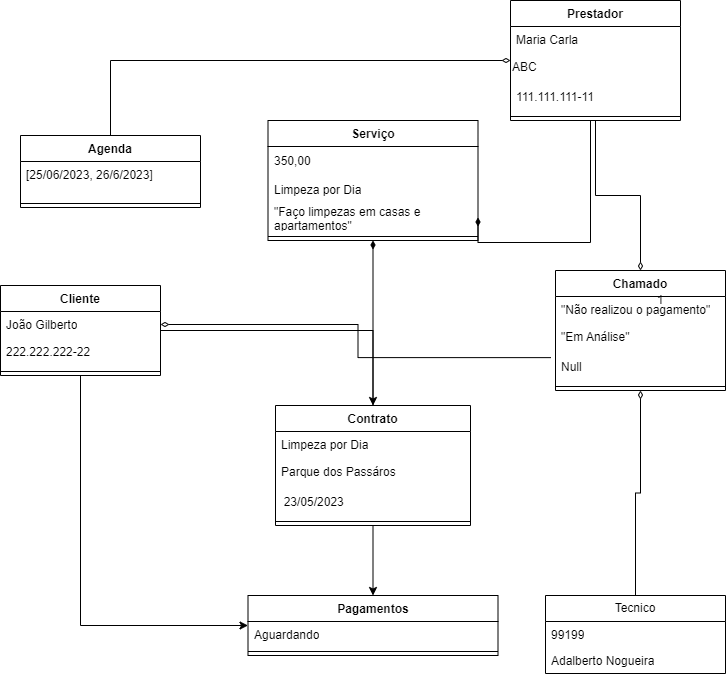 Prestador
Maria Carla
ABC
111.111.111-11
Agenda
[25/06/2023, 26/6/2023]
Serviço
350,00
Limpeza por Dia
"Faço limpezas em casas e
apartamentos"
Cliente
João Gilberto
222.222.222-22
Chamado
1
"Não realizou o pagamento"
"Em Análise"
Null
Contrato
Limpeza por Dia
Parque dos Passáros
23/05/2023
Pagamentos
Aguardando
Tecnico
99199
Adalberto Nogueira